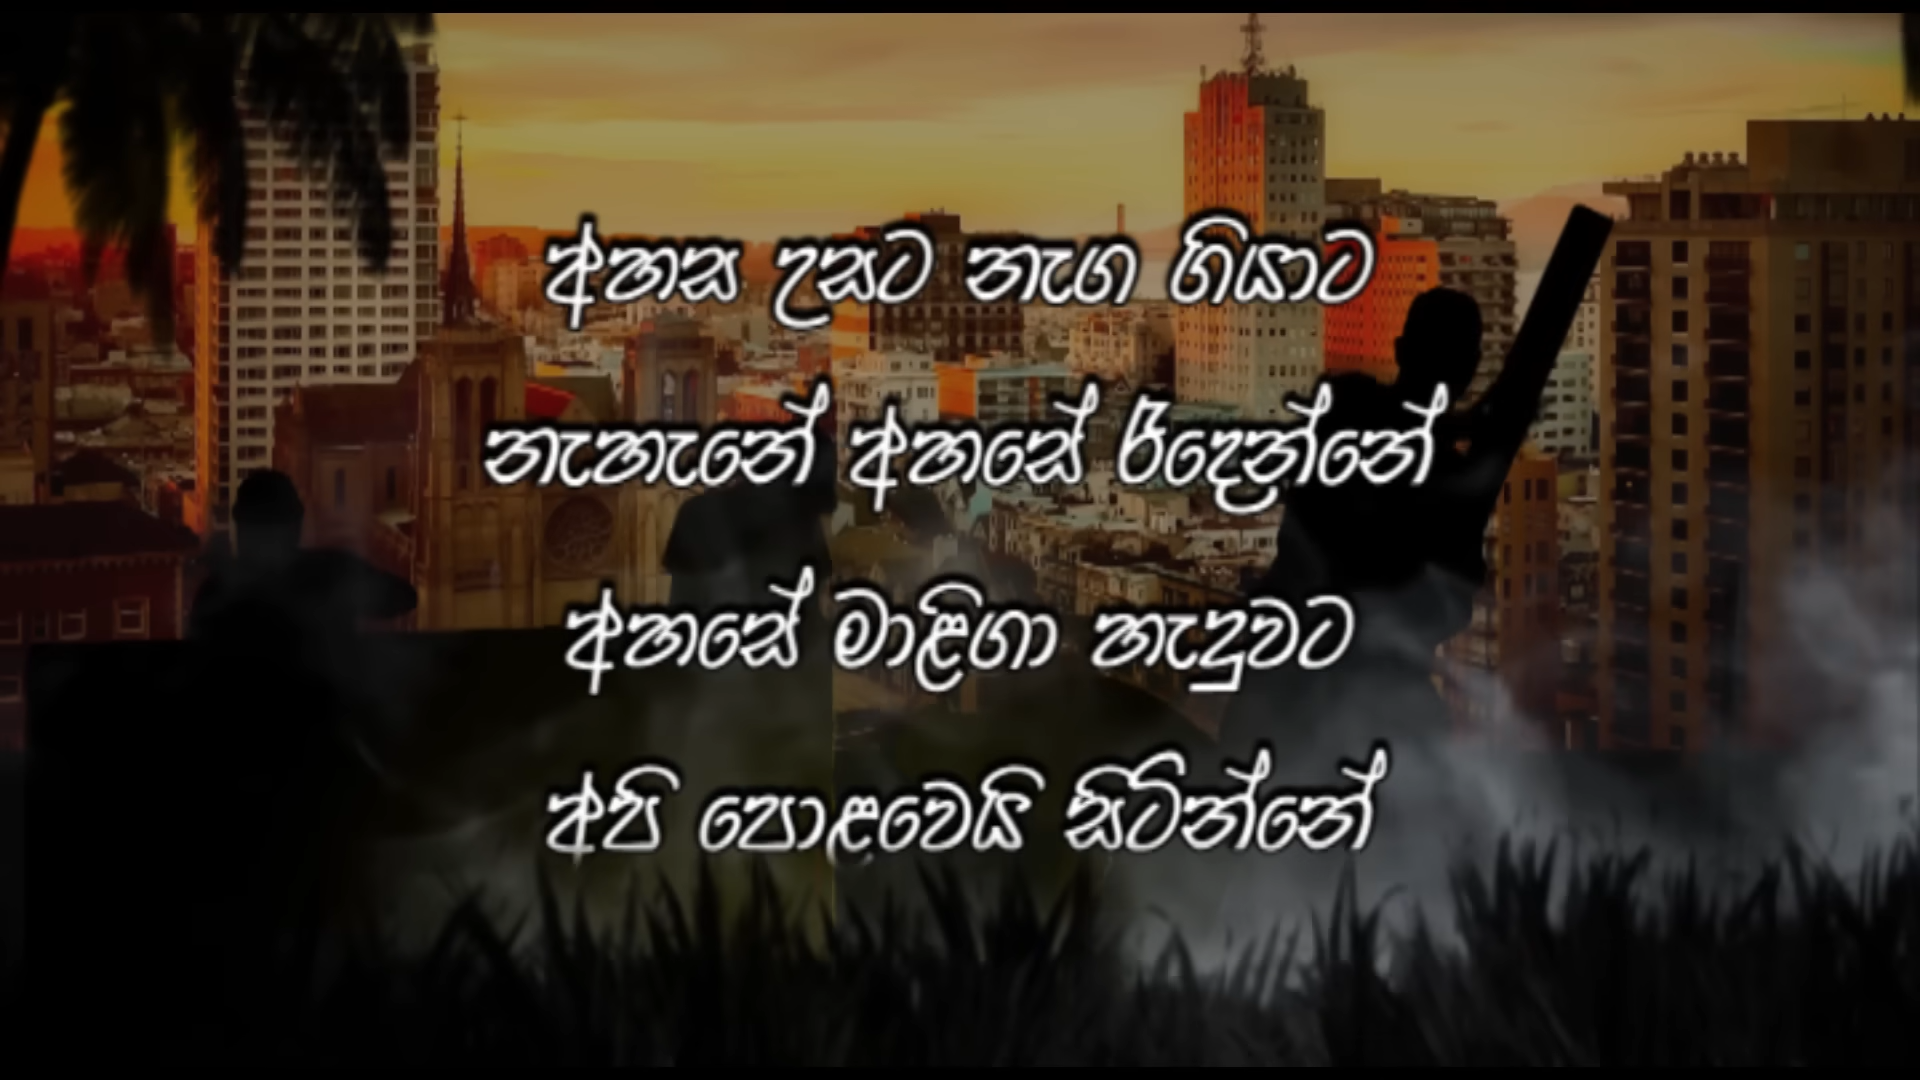 අහස උසට නැග ගියාට
නැහැනේ අහසේ රිදෙන්නේ
අහසේ මාළිගා හැදුවට
අපි පොළවෙයි සිටින්නේ